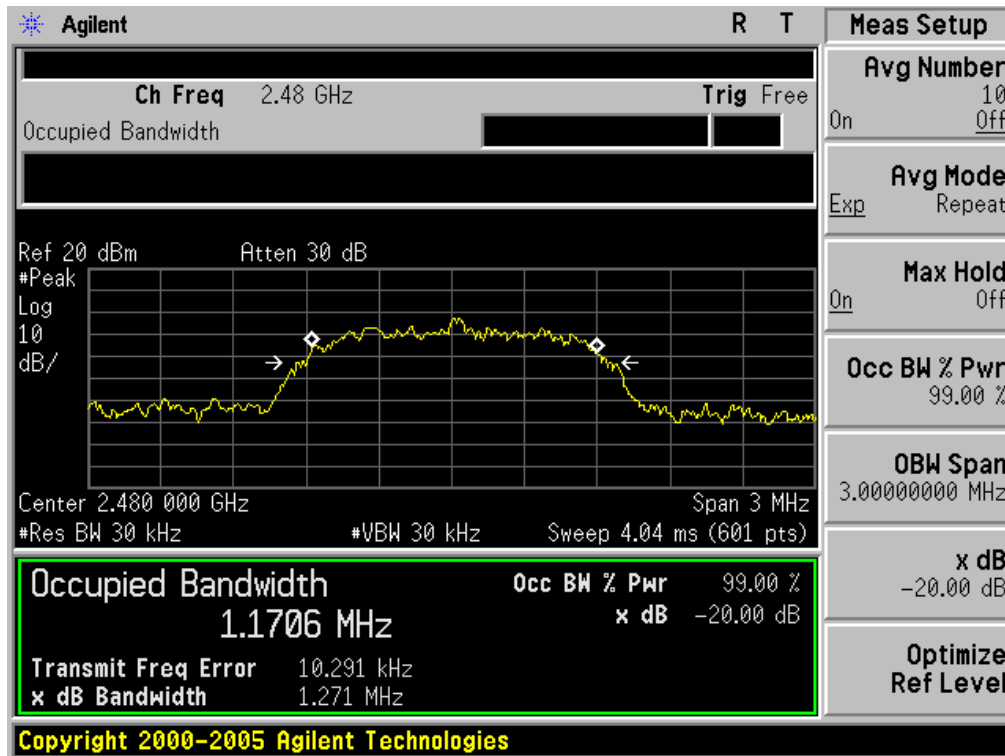 Agilent R T
Ch Freq 2.48 GHz Trig Free
Occupied Bandwidth
Ref 20 dBm Atten 30 dB
#Peak
Log
10
dB/
Center 2.480 000 GHz Span 3 MHz
#Res BW 30 kHz #VBW 30 kHz Sweep 4.04 ms (601 pts)
Occupied Bandwidth
1.1706 MHz
Occ BW % Pwr 99.00 %
x dB -20.00 dB
Transmit Freq Error 10.291 kHz
x dB Bandwidth 1.271 MHz
Copyright 2000-2005 Agilent Technologies
Meas Setup
Avg Number
10
On Off
Avg Mode
Exp Repeat
Max Hold
On Off
Occ BW % Pwr
99.00 %
OBW Span
3.00000000 MHz
x dB
-20.00 dB
Optimize
Ref Level